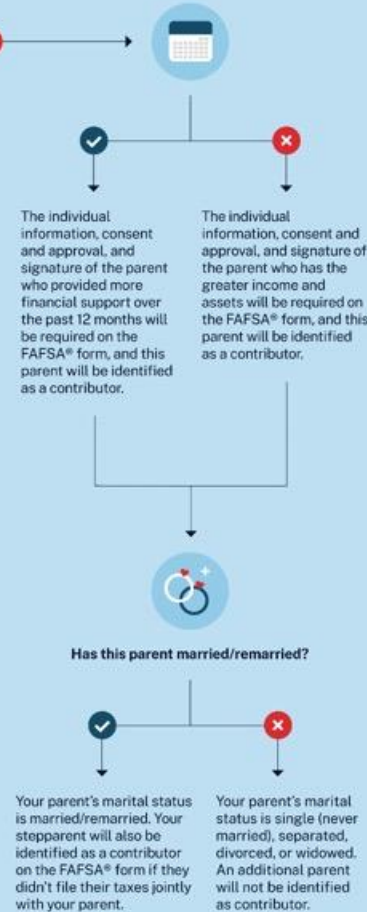 The individual
information, consent
and approval, and
signature of the parent
who provided more
financial support over
the past 12 months will
be required on the
FAFSA® form, and this
parent will be identified
as a contributor.
The individual
information, consent and
approval, and signature of
the parent who has the
greater income and
assets will be required on
the FAFSA® form, and this
parent will be identified
as a contributor.
Has this parent married/remarried?
Your parent's marital status
is married/remarried. Your
stepparent will also be
identified as a contributor
on the FAFSA® form if they
didn't file their taxes jointly
with your parent.
Your parent's marital
status is single (never
married), separated,
divorced, or widowed.
An additional parent
will not be identified
as contributor.